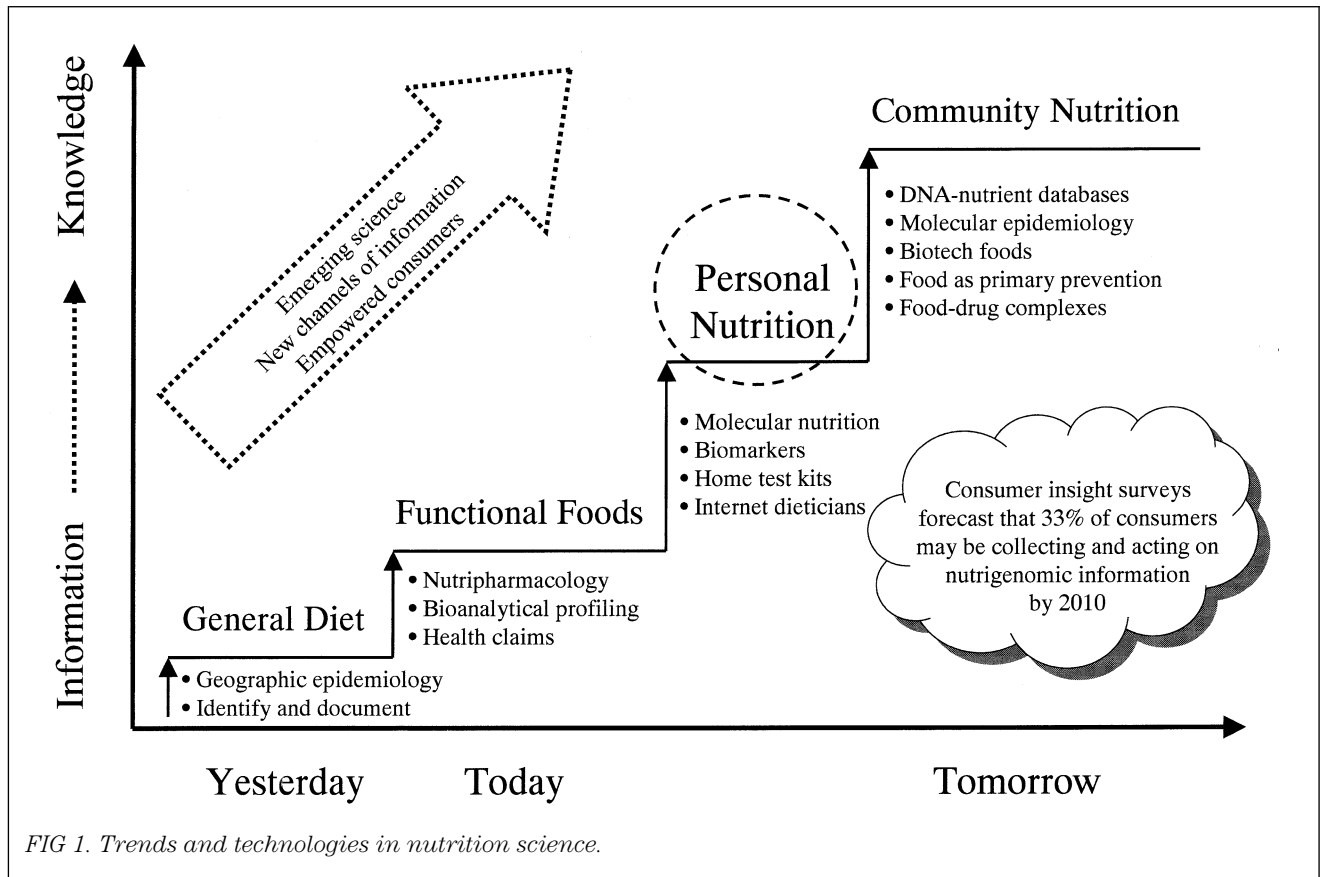 Knowledge
Information
Emerging science
New channels of information
Empowered consumers
Community Nutrition
• DNA-nutrient databases
• Molecular epidemiology
• Biotech foods
• Food as primary prevention
• Food-drug complexes
Personal
Nutrition
• Molecular nutrition
• Biomarkers
• Home test kits
• Internet dieticians
Functional Foods
• Nutripharmacology
• Bioanalytical profiling
• Health claims
General Diet
• Geographic epidemiology
• Identify and document
Consumer insight surveys
forecast that 33% of consumers
may be collecting and acting on
nutrigenomic information
by 2010
Yesterday
Today
Tomorrow
FIG 1. Trends and technologies in nutrition science.